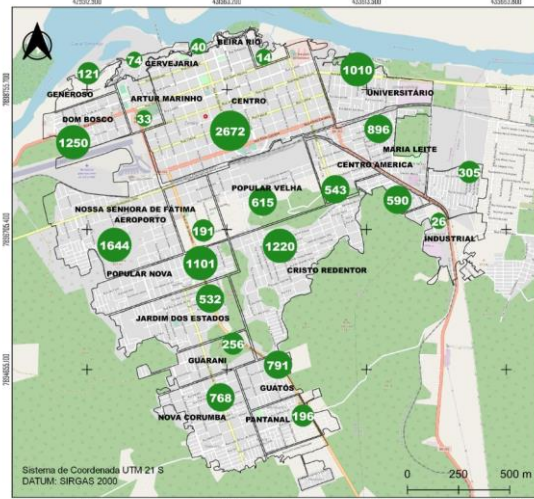 40
BEIRA RIO
74
14
GERVEJARIA
121
1010
GENEROSO
UNIVERSITÁRIO
ARTUR MARINHO
CENTRO
DOM BOSCO
33
2672
896
1250
MARIA LEITE
CENTRO AMERICA
305
POPULAR VELHA
543
615
590
NOSSA SENHORA DE FÁTIMA
AEROPORTO
191
26
1644
1220
INDUSTRIAL
1101
POPULAR NOVA
CRISTO REDENTOR
532
JARDIM DOS ESTADOS
256
GUARANI
791
GUATÓS
768
196
NOVA CORUMBA
PANTANAL
Sistema de Coordenada UTM 21 S
DATUM: SIRGAS 2000
0 250 500 m